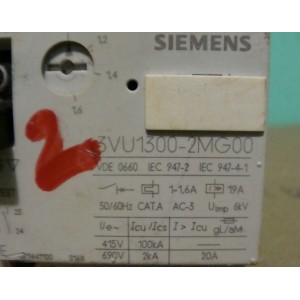 1,2
SIEMENS
1,4
1,6
3VU1300-2MG00
VDE 0660 IEC 947-2 IEC 947-4-1
1-1,6A 19A
50/60Hz CAT.A AC-3 Uimp 6kV
Ue~ Icu/Ics I > Icu gL/aM
415V 100kA
690V 2kA 20A
2